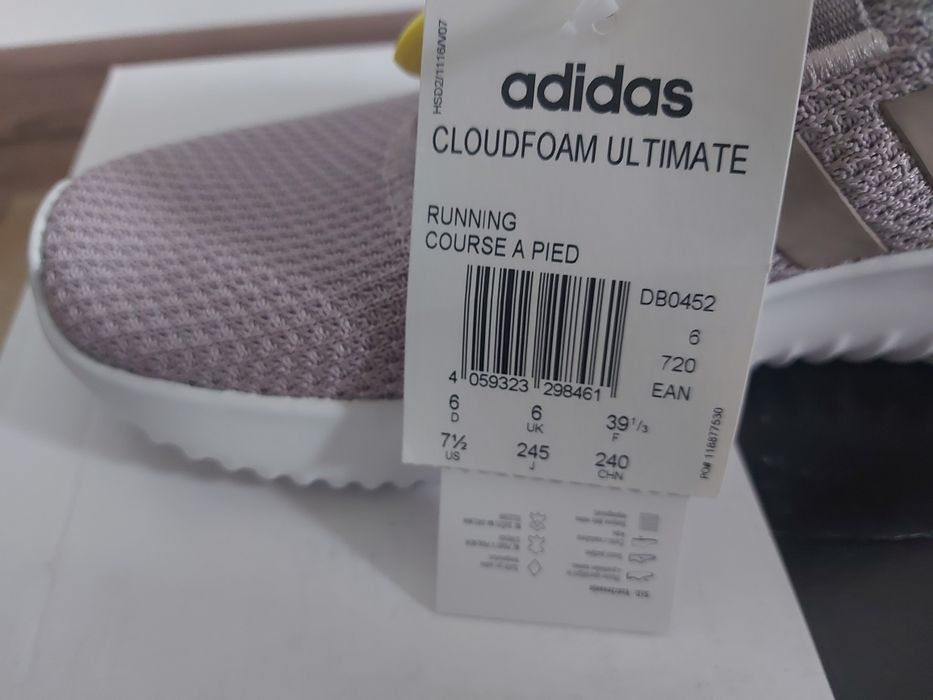 HSD2/1116/V07
adidas
CLOUDFOAM ULTIMATE
RUNNING
COURSE A PIED
DB0452
6
720
EAN
4 059323 298461
6 6 39 1/3
D UK F
7½ 245 240
US J CHN
PO# 118877530